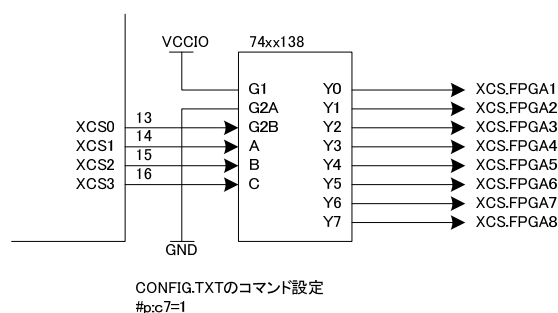 VCCIO
74xx138
G1 Y0 XCS.FPGA1
G2A Y1 XCS.FPGA2
XCS0 13 G2B Y2 XCS.FPGA3
XCS1 14 A Y3 XCS.FPGA4
XCS2 15 B Y4 XCS.FPGA5
XCS3 16 C Y5 XCS.FPGA6
Y6 XCS.FPGA7
Y7 XCS.FPGA8
GND
CONFIG.TXTのコマンド設定
#p:c7=1